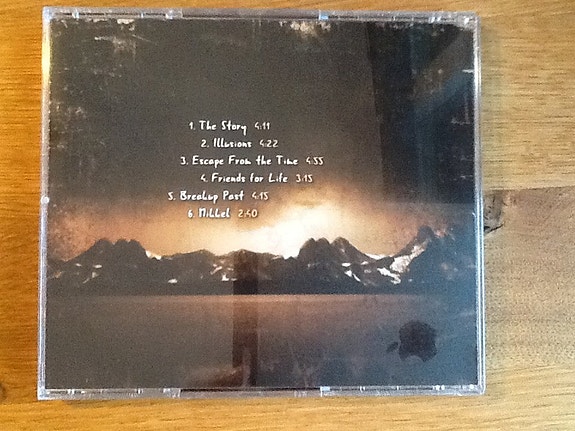 1. The Story 4:11
2. Illusions 4:22
3. Escape From the Time 4:55
4. Friends for Life 3:15
5. Breakup Past 4:15
6. Millel 2:40